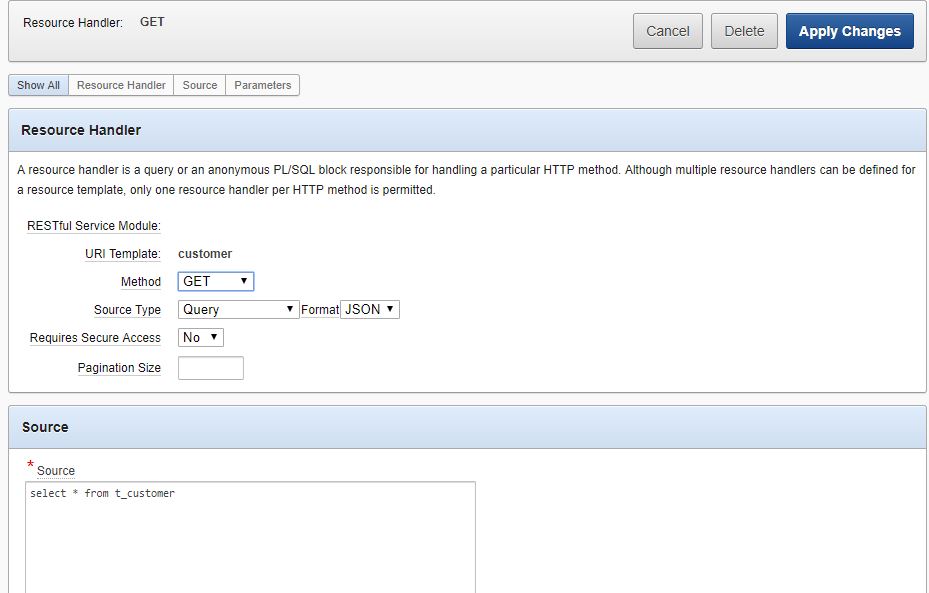 Resource Handler: GET
Cancel Delete Apply Changes
Show All Resource Handler Source Parameters
Resource Handler
A resource handler is a query or an anonymous PL/SQL block responsible for handling a particular HTTP method. Although multiple resource handlers can be defined for
a resource template, only one resource handler per HTTP method is permitted.
RESTful Service Module:
URI Template: customer
Method GET
Source Type Query Format JSON
Requires Secure Access No
Pagination Size
Source
* Source
select * from t_customer